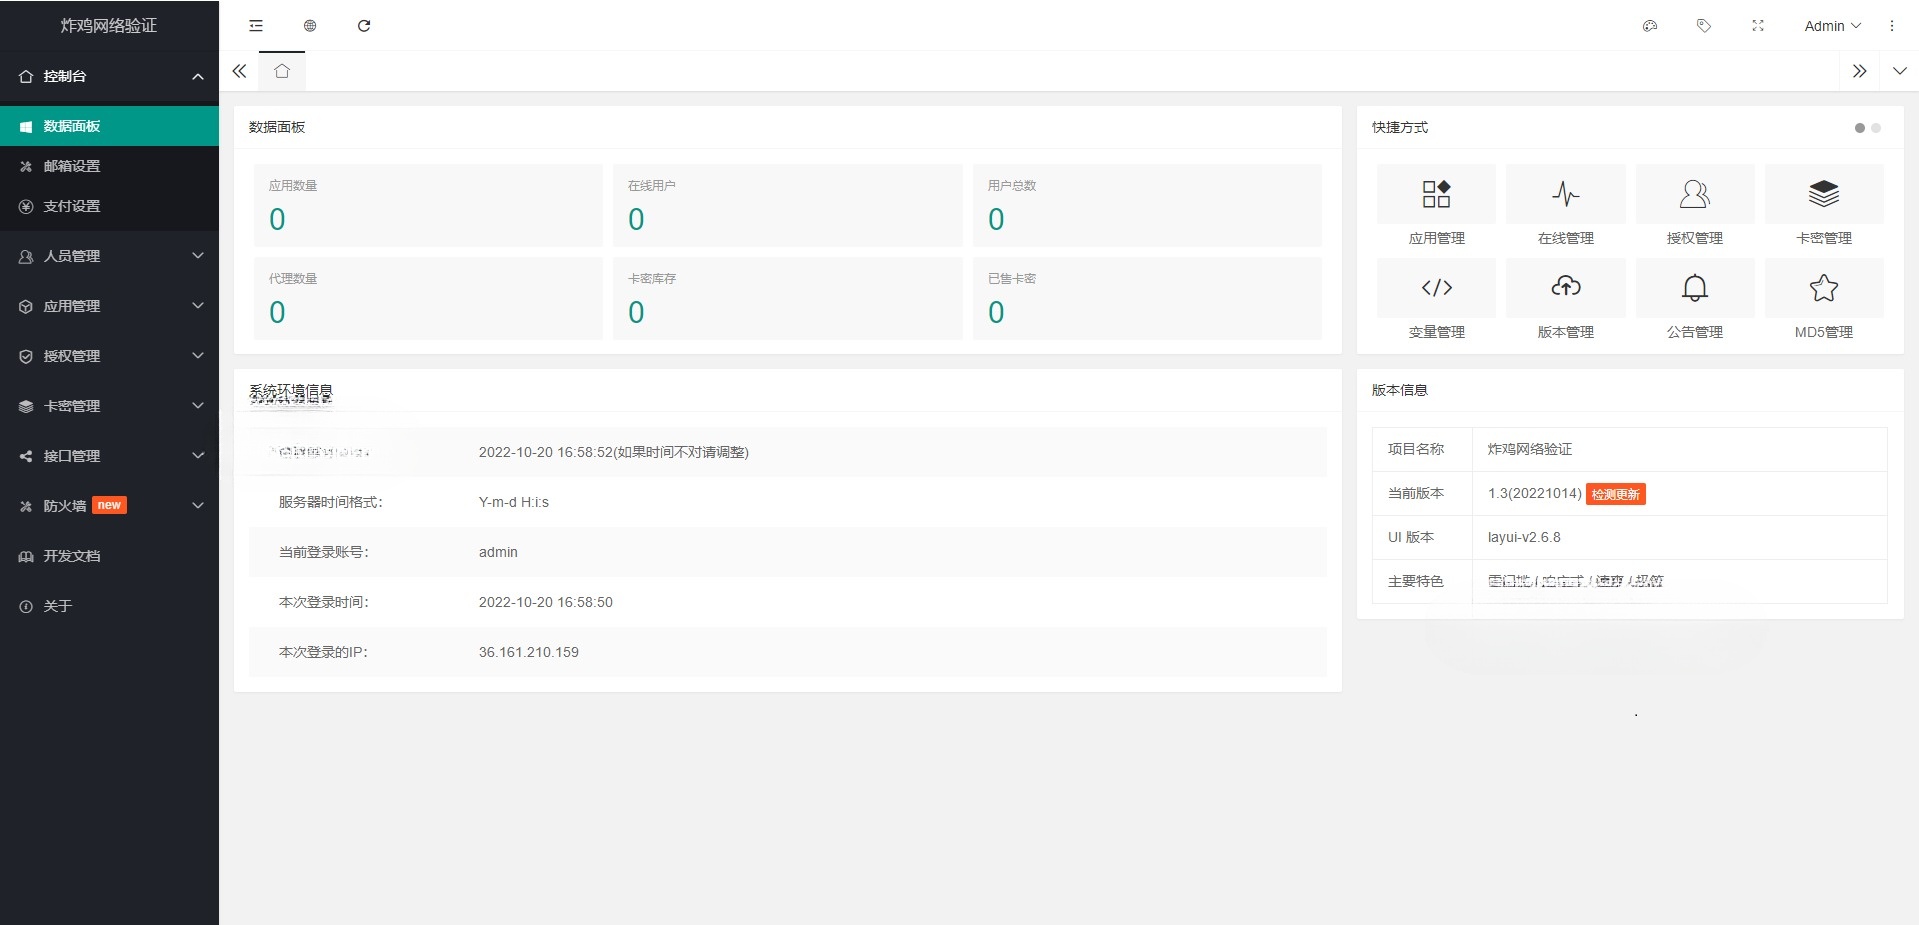 炸鸡网络验证
Admin
控制台
数据面板
邮箱设置
支付设置
人员管理
应用管理
授权管理
卡密管理
接口管理
防火墙 new
开发文档
关于
数据面板
应用数量
0
在线用户
0
用户总数
0
代理数量
0
卡密库存
0
已售卡密
0
快捷方式
应用管理
在线管理
授权管理
卡密管理
变量管理
版本管理
公告管理
MD5管理
系统环境信息
2022-10-20 16:58:52(如果时间不对请调整)
服务器时间格式: Y-m-d H:i:s
当前登录账号: admin
本次登录时间: 2022-10-20 16:58:50
本次登录的IP: 36.161.210.159
版本信息
项目名称 炸鸡网络验证
当前版本 1.3(20221014) 检测更新
UI 版本 layui-v2.6.8
主要特色